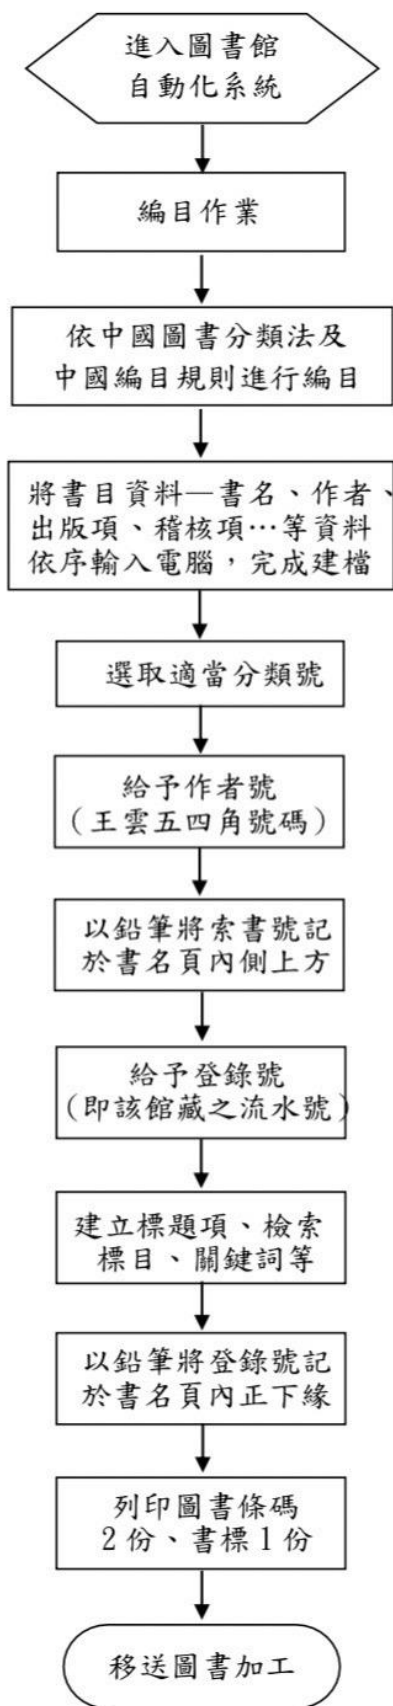 進入圖書館
自動化系統
編目作業
依中國圖書分類法及
中國編目規則進行編目
將書目資料—書名、作者、
出版項、稽核項…等資料
依序輸入電腦，完成建檔
選取適當分類號
給予作者號
（王雲五四角號碼）
以鉛筆將索書號記
於書名頁內側上方
給予登錄號
（即該館藏之流水號）
建立標題項、檢索
標目、關鍵詞等
以鉛筆將登錄號記
於書名頁內正下緣
列印圖書條碼
2份、書標1份
移送圖書加工